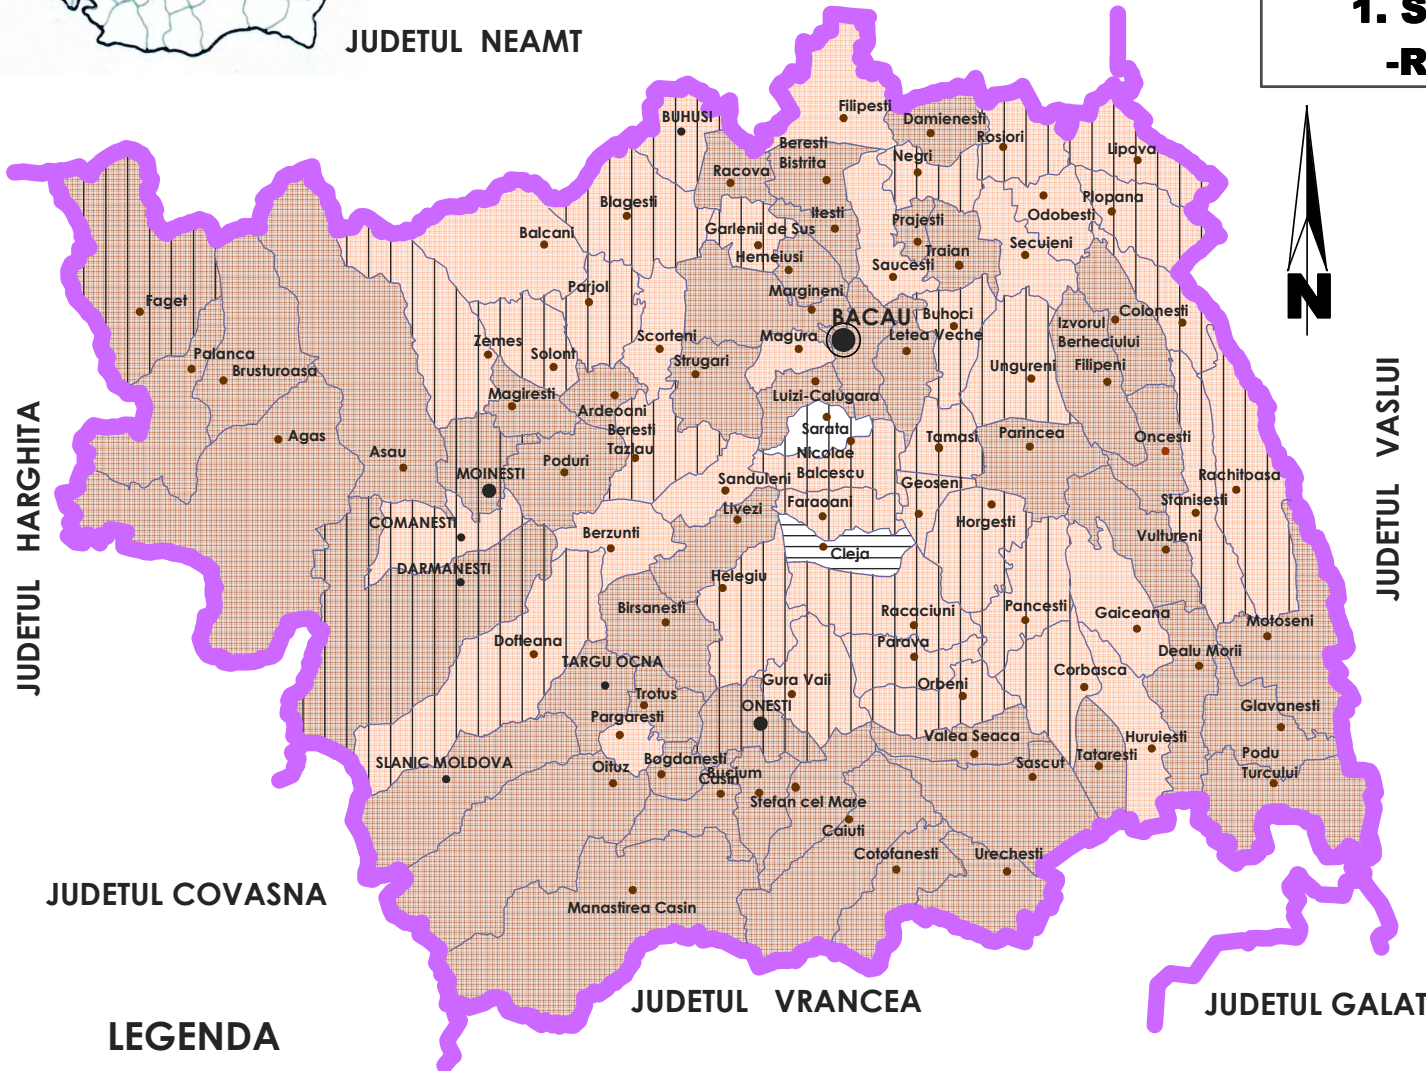 1. S
-R
JUDETUL NEAMT
Filipesti
BUHUSI
Damienesti
Rosiori
Beresti
Bistrita
Lipova
Negri
Racova
Blagesti
Plopana
Itesti
Odobesti
Prajesti
Garlenii de Sus
Balcani
Secuieni
Traian
Hemeiusi
Saucesti
Parjol
Margineni
Faget
BACAU
Buhoci
Colonesti
Izvorul
Berheciului
N
Zemes
Scorteni
Magura
Letea Veche
Solont
Palanca
Strugari
Brusturoasa
Ungureni
Filipeni
Magiresti
Luizi-Calugara
Ardeoani
Beresti
Tazlau
Sarata
Agas
Tamasi
Parincea
Oncesti
Asau
Nicolae
Balcescu
Poduri
MOINESTI
Sanduleni
Geoseni
Rachitoasa
Stanisesti
Livezi
Faraoani
COMANESTI
Horgesti
Berzunti
Vultureni
Cleja
DARMANESTI
Helegiu
Birsanesti
Racaciuni
Pancesti
Gaiceana
Motoseni
Dofteana
Parava
Dealu Morii
TARGU OCNA
Corbasca
Gura Vaii
Orbeni
Trotus
ONESTI
Glavanesti
Pargaresti
Valea Seaca
Huruiesti
SLANIC MOLDOVA
Bogdanesti
Tataresti
Podu
Turcului
Oituz
Bucium
Casin
Sascut
Stefan cel Mare
Caiuti
Cotofanesti
Urechesti
Manastirea Casin
JUDETUL HARGHITA
JUDETUL VASLUI
JUDETUL COVASNA
JUDETUL VRANCEA
JUDETUL GALAT
LEGENDA